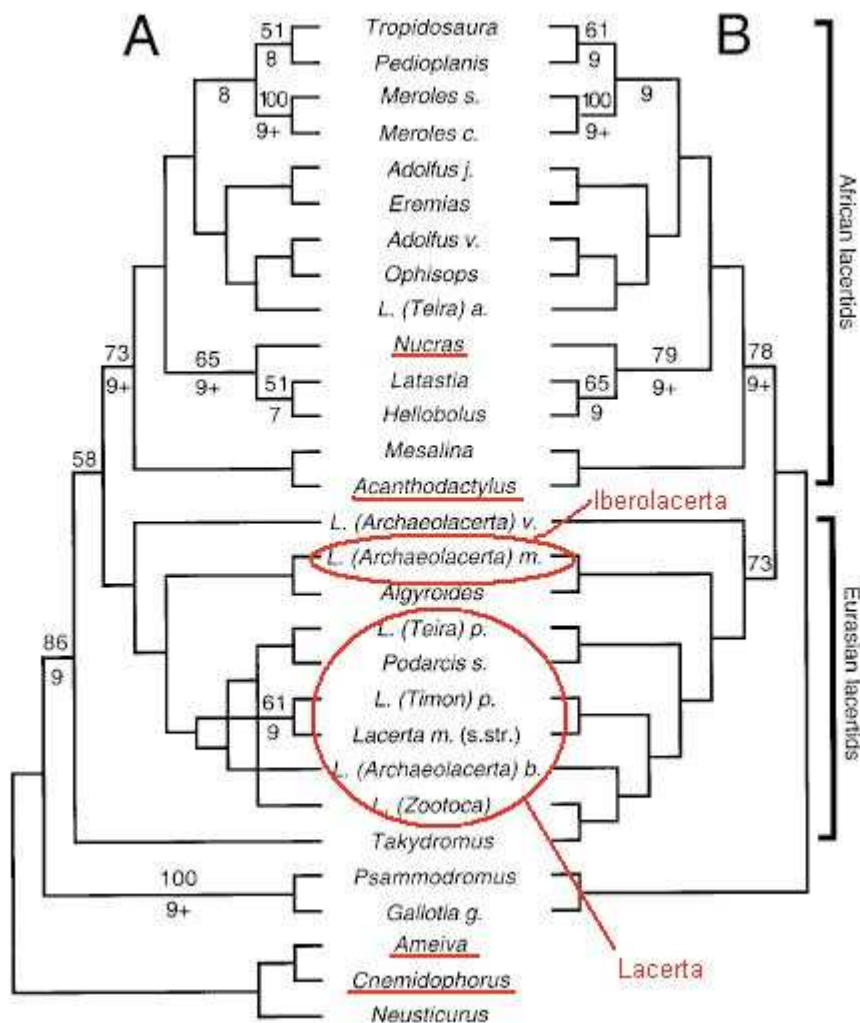 A
B
51 Tropidosaura 61
8 Pedioplanis 9
8 100 Meroles s. 100 9
9+ Meroles c. 9+
Adolfus j.
Eremias
Adolfus v.
Ophisops
L. (Teira) a.
African lacertids
Nucras
73 65 79 78
9+ 9+ 51 Latastia 65 9+ 9+
7 Hellobolus 9
Mesalina
58 Acanthodactylus
Iberolacerta
L. (Archaeolacerta) v.
L. (Archaeolacerta) m. 73
Algyroides
Eurasian lacertids
L. (Teira) p.
86 Podarcis s.
9 61 L. (Timon) p.
9 Lacerta m. (s.str.)
L. (Archaeolacerta) b.
L. (Zootoca)
Takydromus
100 Psammodromus
9+ Gallotia g.
Ameiva
Lacerta
Cnemidophorus
Neusticurus